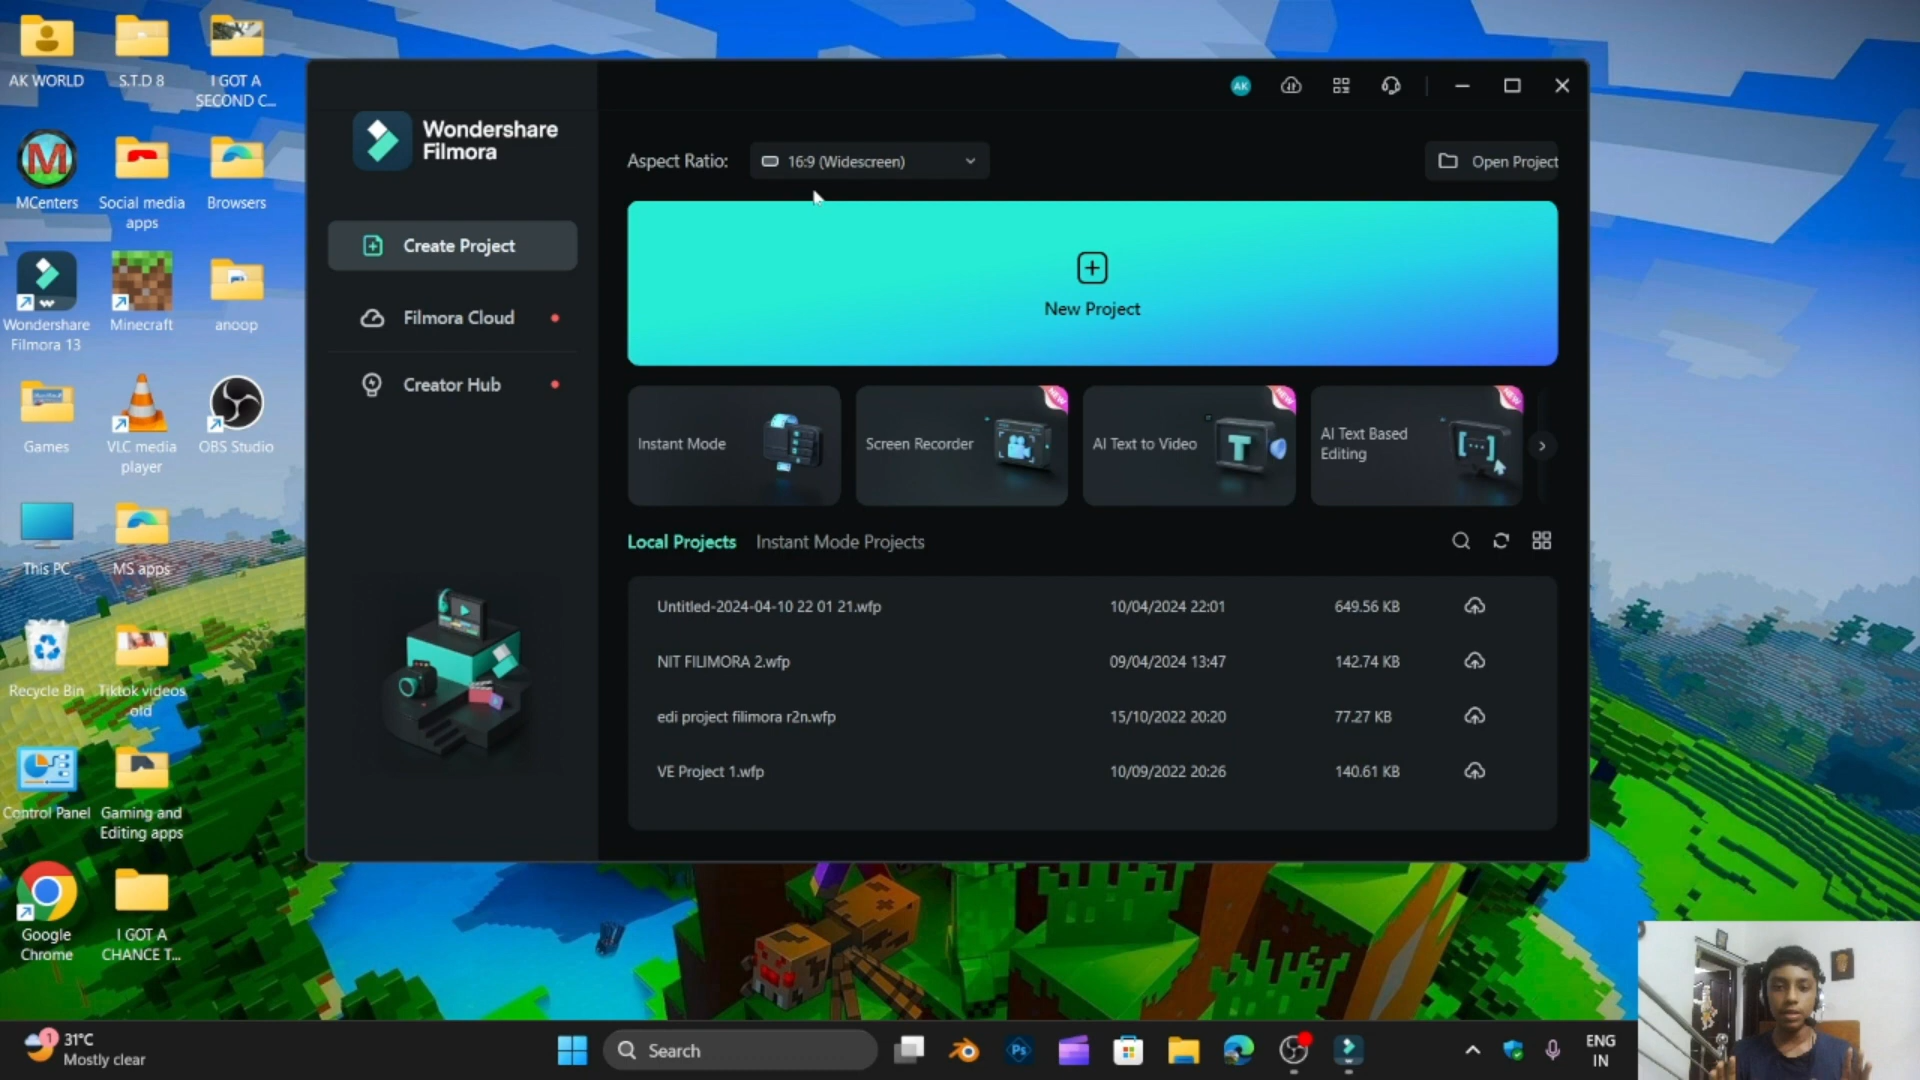 AK WORLD
S.T.D 8
I GOT A
SECOND C...
MCenters
Social media
apps
Browsers
Wondershare
Filmora 13
Minecraft
anoop
Games
VLC media
player
OBS Studio
This PC
MS apps
Recycle Bin
Tiktok videos
old
Control Panel
Gaming and
Editing apps
Google
Chrome
I GOT A
CHANCE T...
Wondershare
Filmora
Create Project
Filmora Cloud
Creator Hub
AK
Aspect Ratio:
16:9 (Widescreen)
Open Project
New Project
Instant Mode
Screen Recorder
NEW
AI Text to Video
NEW
AI Text Based
Editing
NEW
Local Projects
Instant Mode Projects
Untitled-2024-04-10 22 01 21.wfp
10/04/2024 22:01
649.56 KB
NIT FILIMORA 2.wfp
09/04/2024 13:47
142.74 KB
edi project filimora r2n.wfp
15/10/2022 20:20
77.27 KB
VE Project 1.wfp
10/09/2022 20:26
140.61 KB
1
31°C
Mostly clear
Search
Ps
ENG
IN